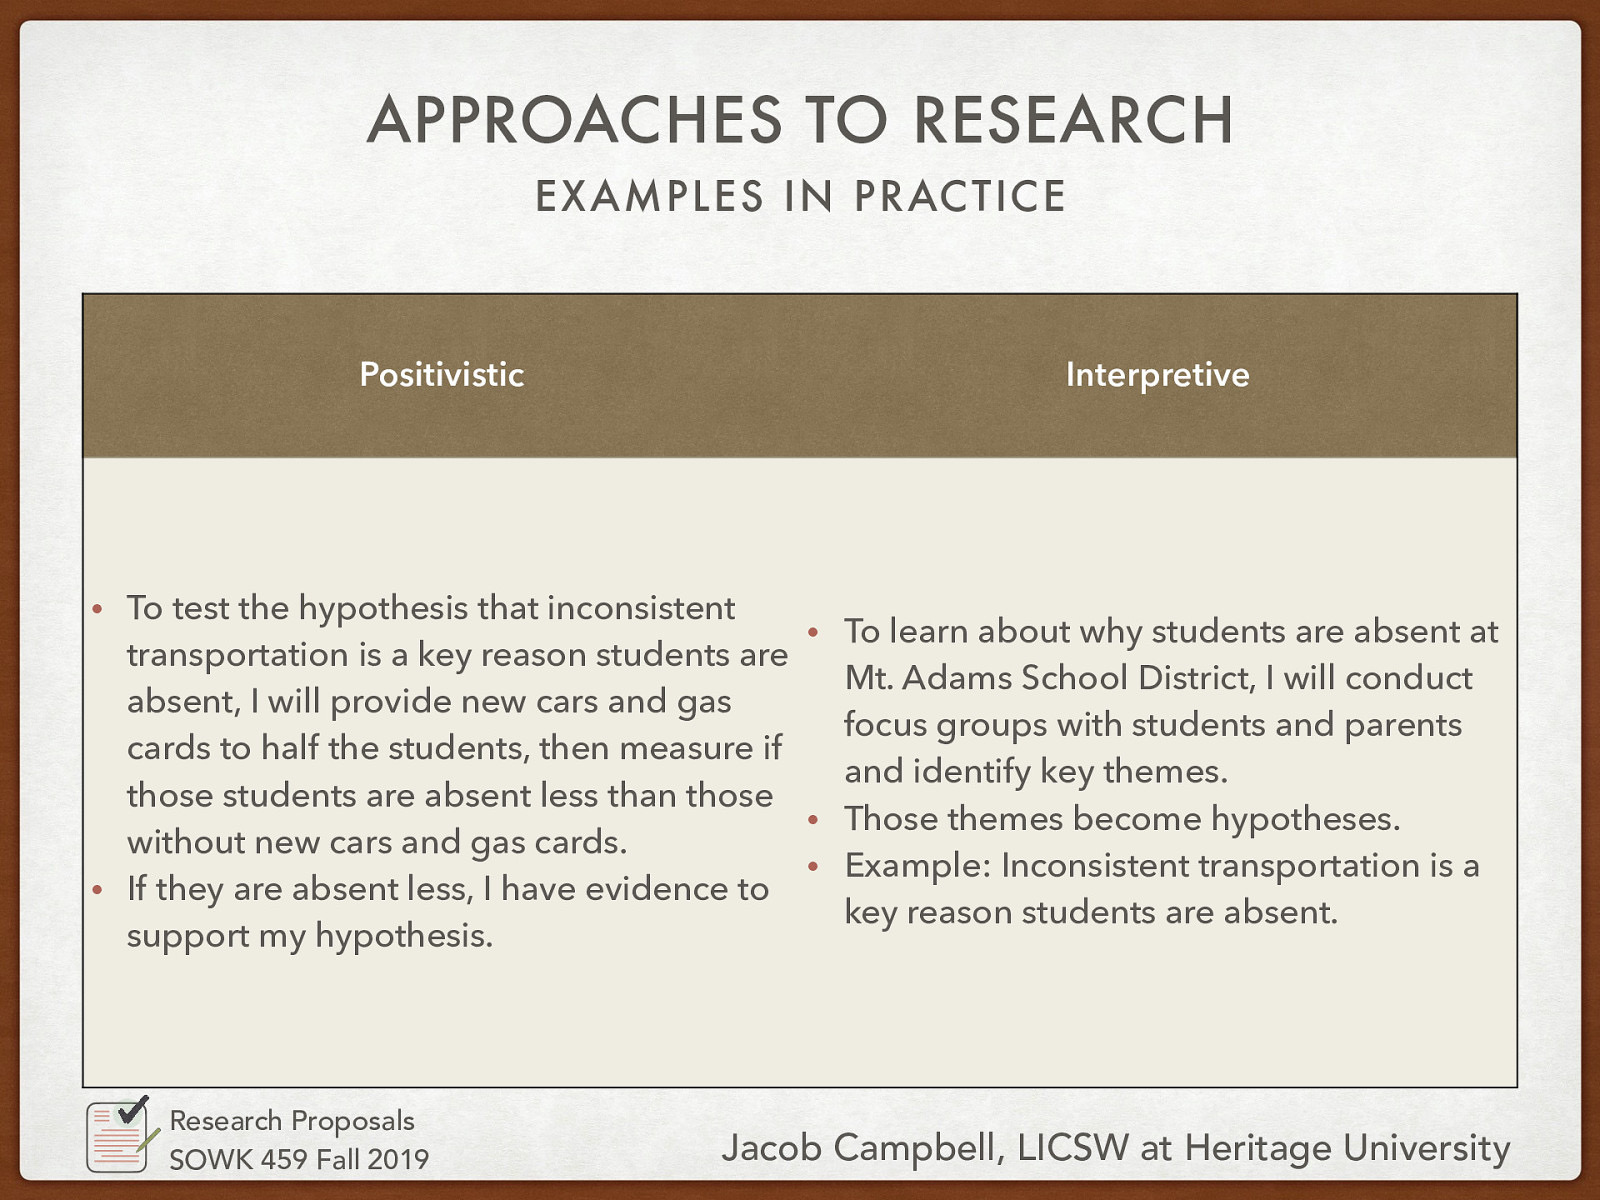 APPROACHES TO RESEARCH
EXAMPLES IN PRACTICE
Positivistic
Interpretive
• To test the hypothesis that inconsistent
transportation is a key reason students are
absent, I will provide new cars and gas
cards to half the students, then measure if
those students are absent less than those
without new cars and gas cards.
• If they are absent less, I have evidence to
support my hypothesis.
• To learn about why students are absent at
Mt. Adams School District, I will conduct
focus groups with students and parents
and identify key themes.
• Those themes become hypotheses.
• Example: Inconsistent transportation is a
key reason students are absent.
Research Proposals
SOWK 459 Fall 2019
Jacob Campbell, LICSW at Heritage University